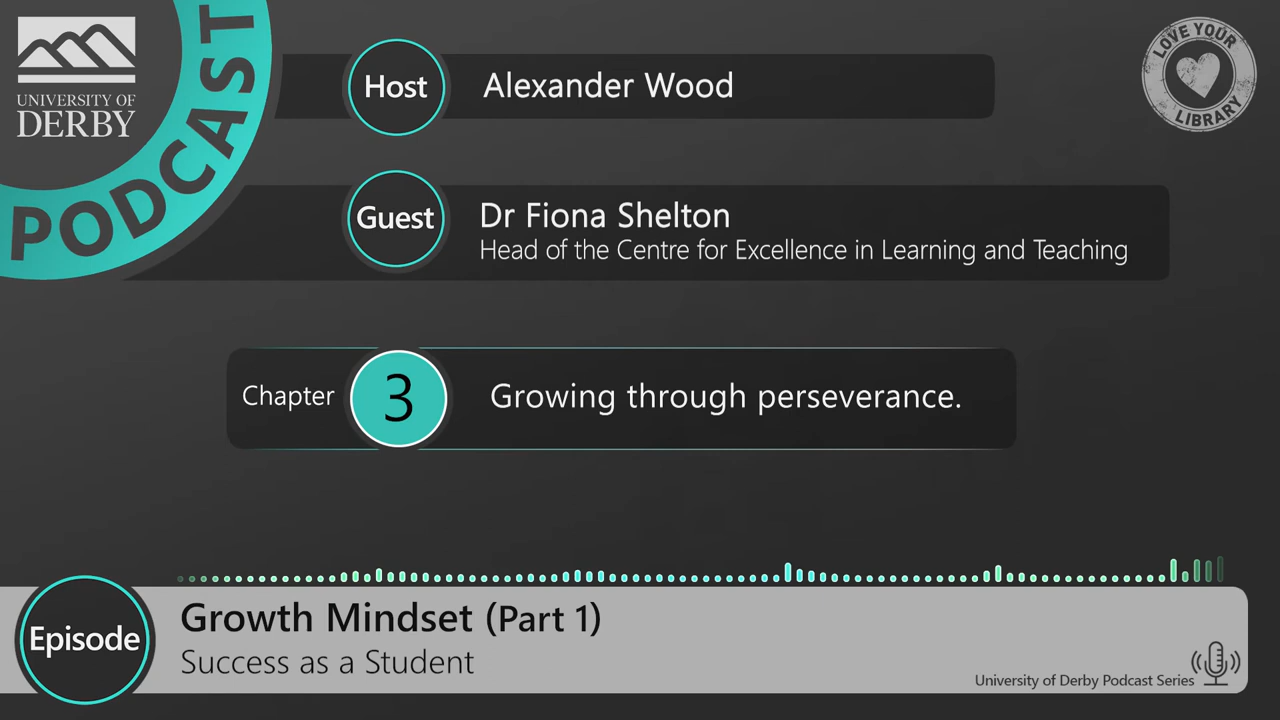 UNIVERSITY OF
DERBY
PODCAST
Host
Alexander Wood
LOVE YOUR
LIBRARY
Guest
Dr Fiona Shelton
Head of the Centre for Excellence in Learning and Teaching
Chapter
3
Growing through perseverance.
Episode
Growth Mindset (Part 1)
Success as a Student
University of Derby Podcast Series